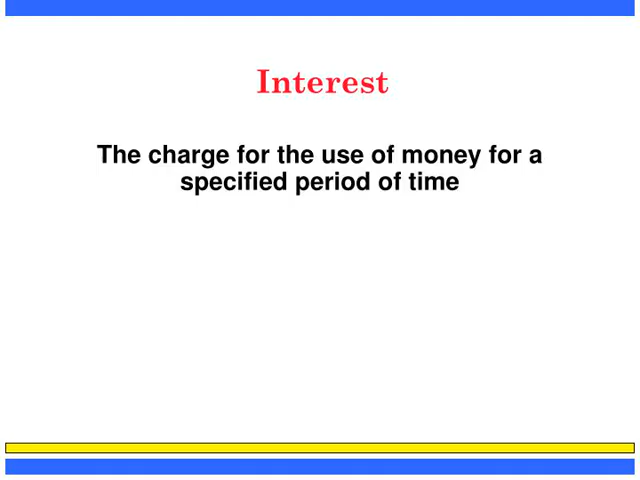 Interest
The charge for the use of money for a
specified period of time